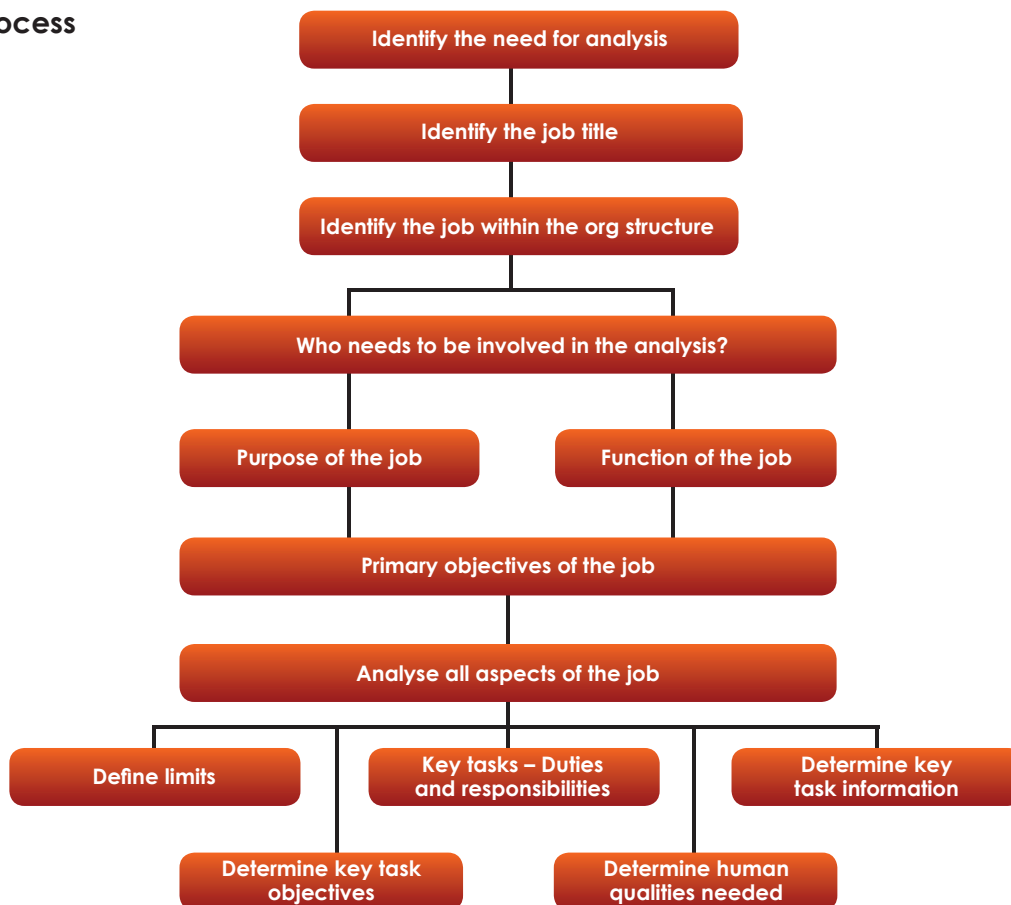 ocess
Identify the need for analysis
Identify the job title
Identify the job within the org structure
Who needs to be involved in the analysis?
Purpose of the job
Function of the job
Primary objectives of the job
Analyse all aspects of the job
Define limits
Key tasks – Duties
and responsibilities
Determine key
task information
Determine key task
objectives
Determine human
qualities needed